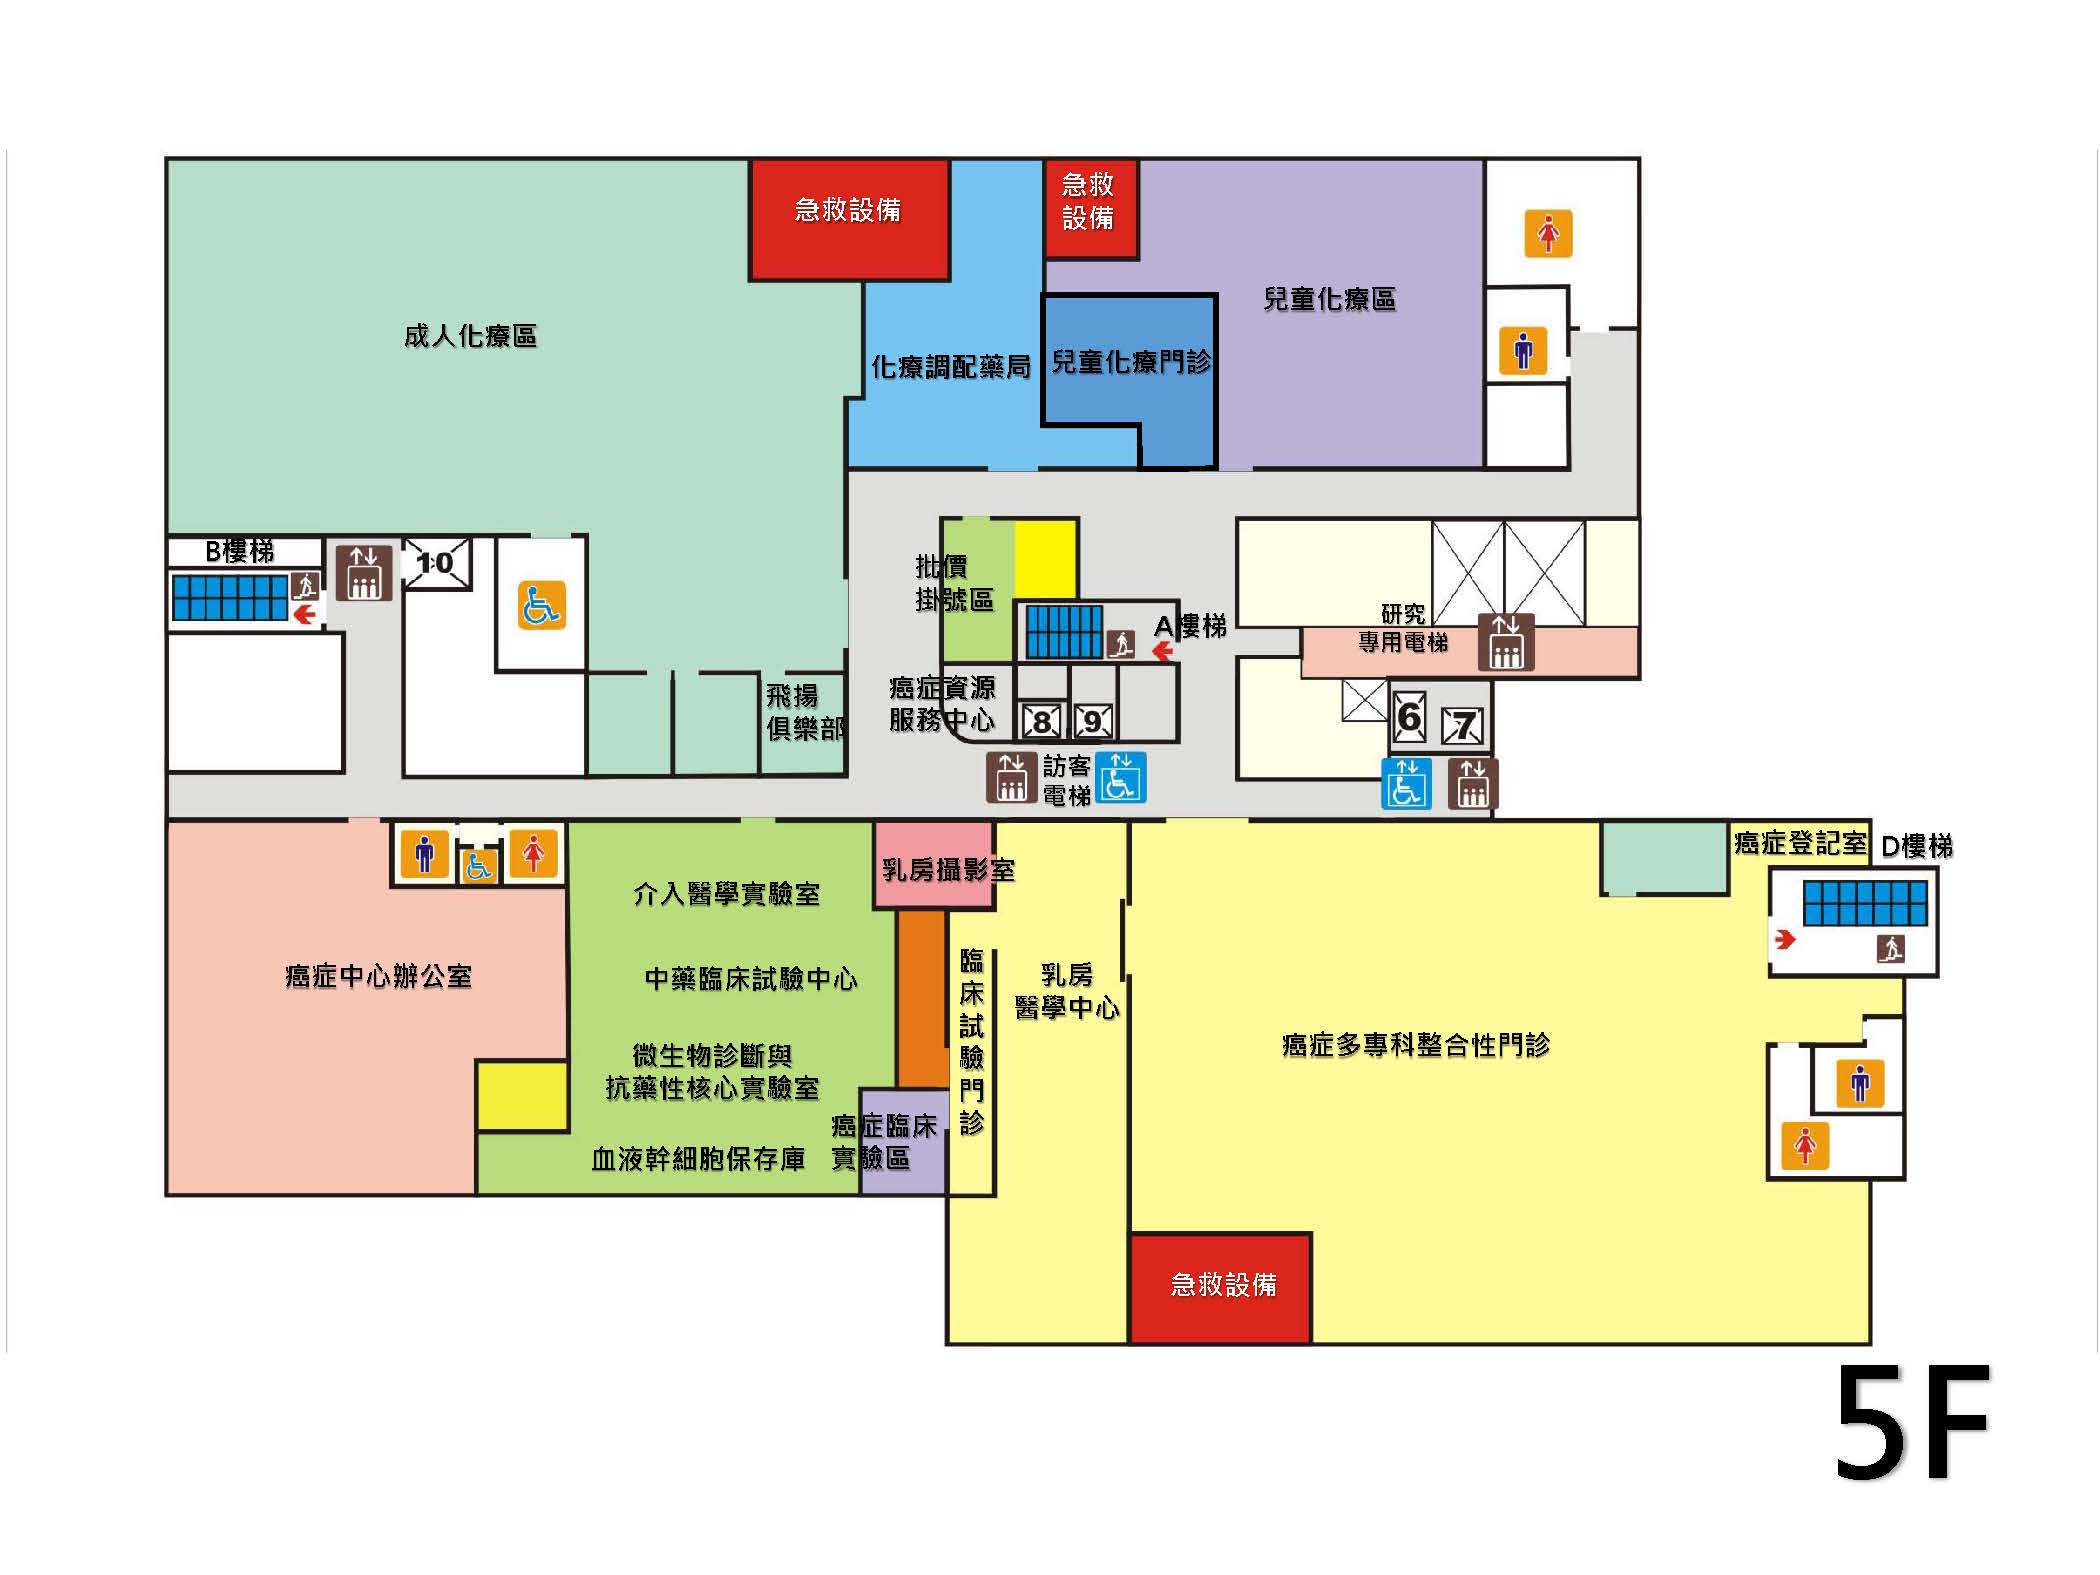 急救設備
急救
設備
兒童化療區
成人化療區
化療調配藥局
兒童化療門診
B樓梯
10
批價
掛號區
A樓梯
研究
專用電梯
飛揚
俱樂部
癌症資源
服務中心
8
9
6
7
訪客
電梯
癌症登記室
D樓梯
乳房攝影室
介入醫學實驗室
癌症中心辦公室
中藥臨床試驗中心
臨床試驗門診
乳房
醫學中心
癌症多專科整合性門診
微生物診斷與
抗藥性核心實驗室
癌症臨床
實驗區
血液幹細胞保存庫
急救設備
5F